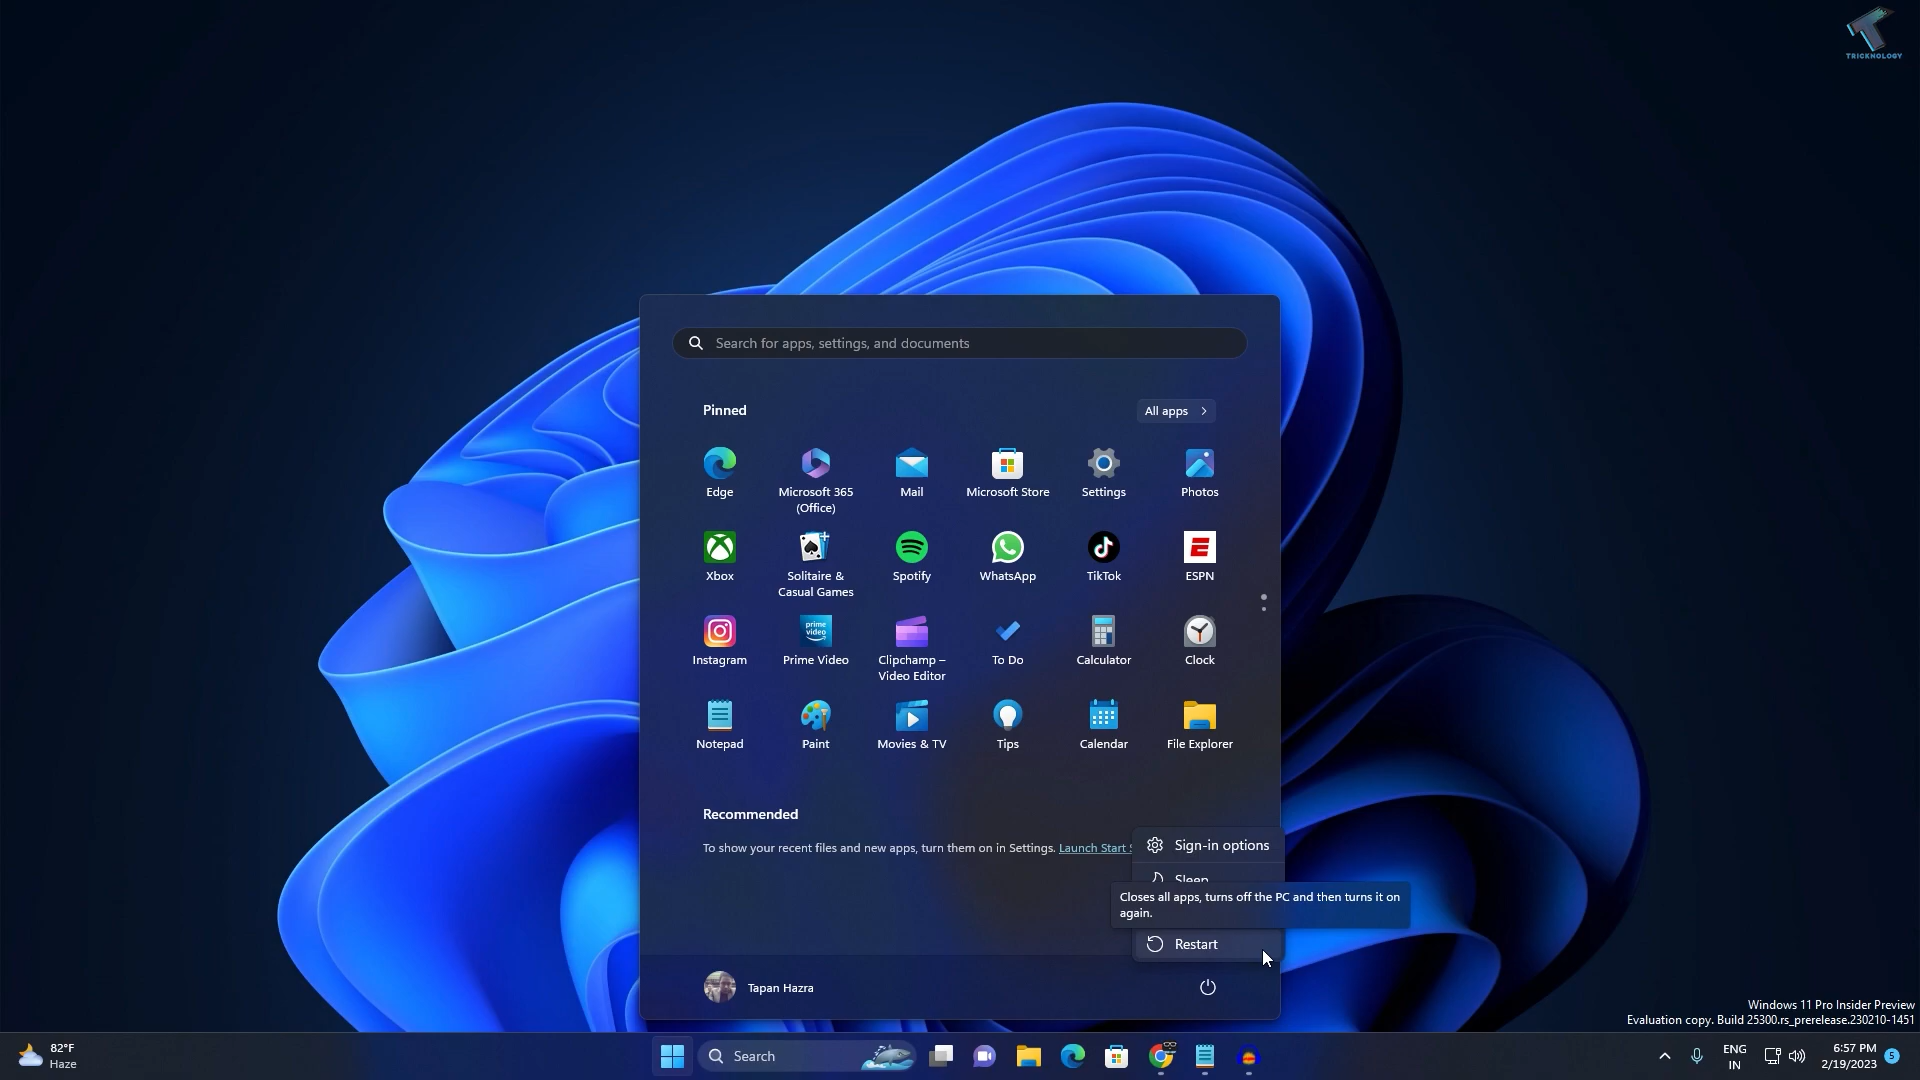 TRICKNOLOGY
Search for apps, settings, and documents
Pinned
All apps
Edge
Microsoft 365
(Office)
Mail
Microsoft Store
Settings
Photos
Xbox
Solitaire &
Casual Games
Spotify
WhatsApp
TikTok
ESPN
Instagram
prime
video
Prime Video
Clipchamp –
Video Editor
To Do
Calculator
Clock
Notepad
Paint
Movies & TV
Tips
Calendar
File Explorer
Recommended
To show your recent files and new apps, turn them on in Settings. Launch Start S
Sign-in options
Sleep
Closes all apps, turns off the PC and then turns it on
again.
Restart
Tapan Hazra
Windows 11 Pro Insider Preview
Evaluation copy. Build 25300.rs_prerelease.230210-1451
82°F
Haze
Search
ENG
IN
6:57 PM
2/19/2023
5